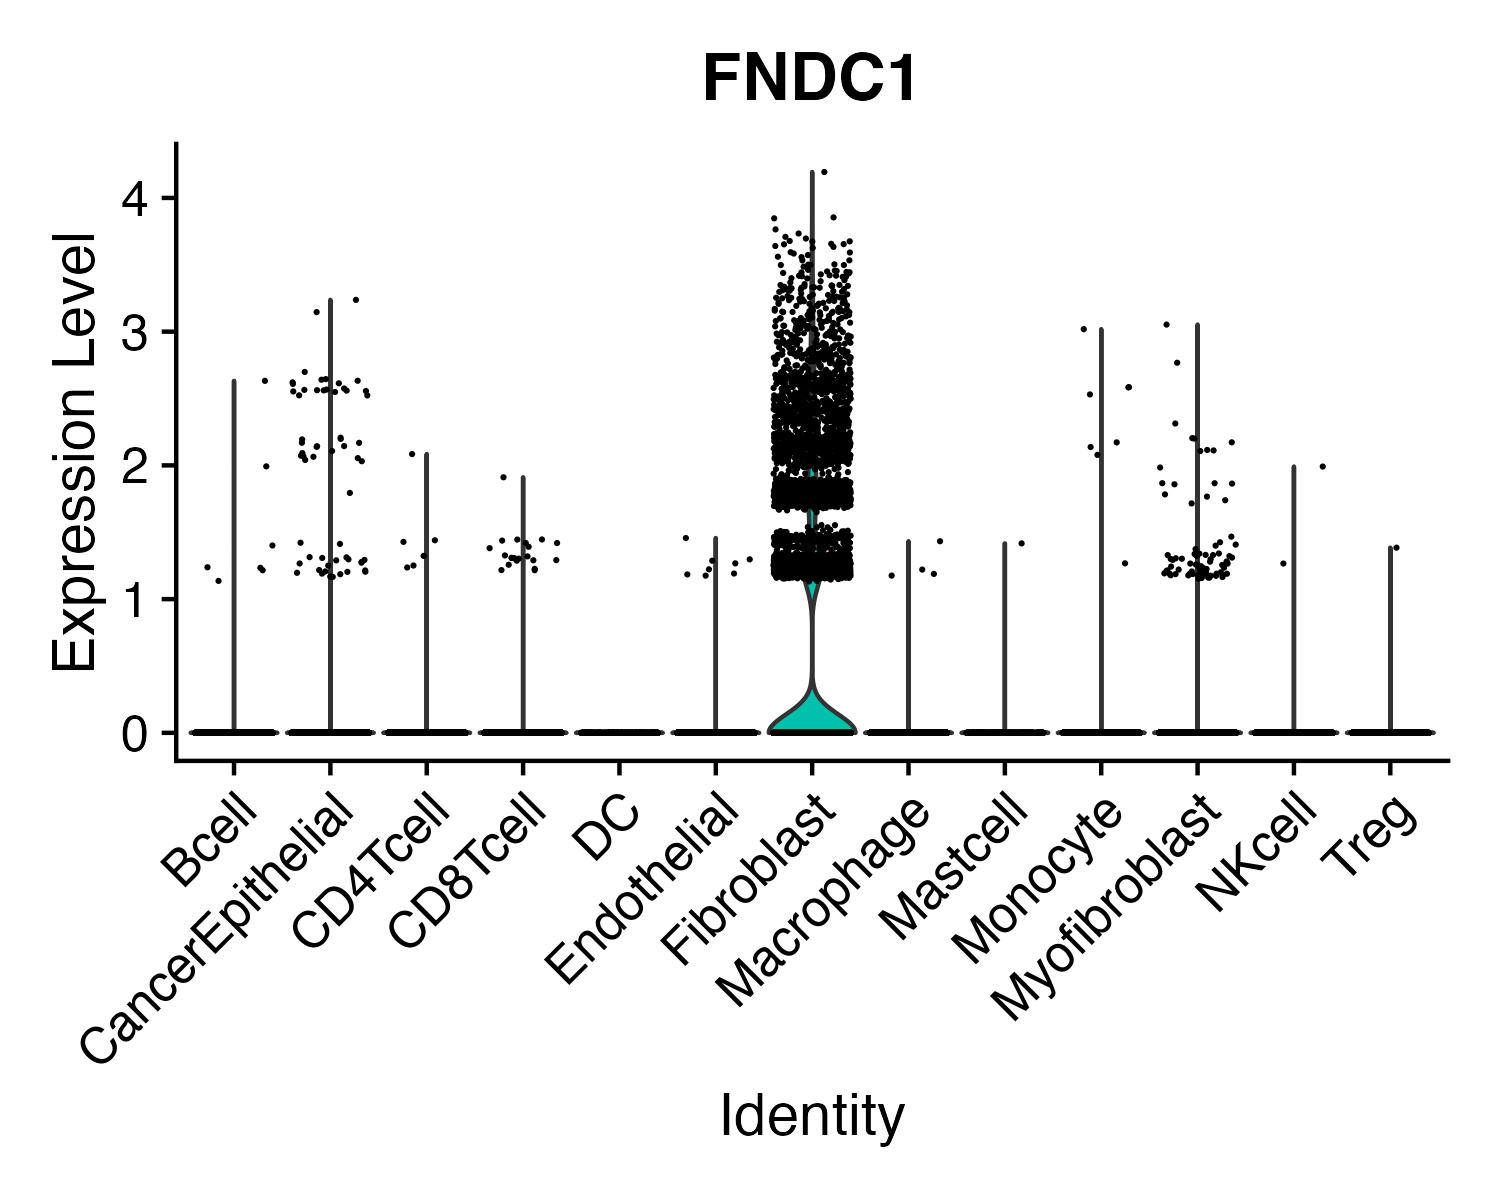 FNDC1
Expression Level
4
3
2
1
0
Bcell
CancerEpithelial
CD4Tcell
CD8Tcell
DC
Endothelial
Fibroblast
Macrophage
Mastcell
Monocyte
Myofibroblast
NKcell
Treg
Identity